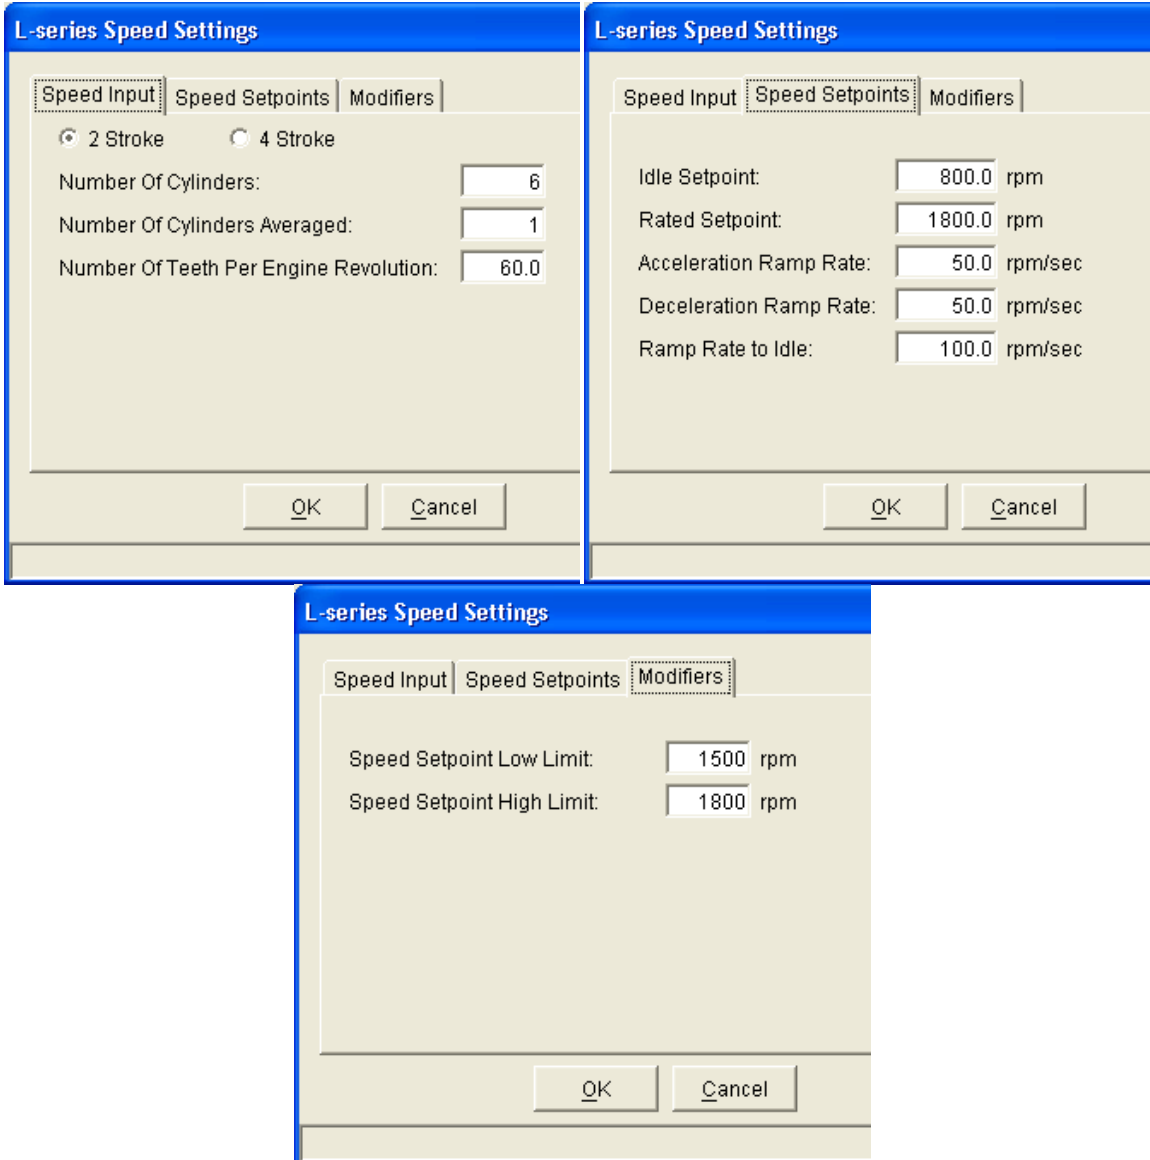 L-series Speed Settings
Speed Input Speed Setpoints Modifiers
2 Stroke 4 Stroke
Number Of Cylinders: 6
Number Of Cylinders Averaged: 1
Number Of Teeth Per Engine Revolution: 60.0
OK Cancel
L-series Speed Settings
Speed Input Speed Setpoints Modifiers
Idle Setpoint: 800.0 rpm
Rated Setpoint: 1800.0 rpm
Acceleration Ramp Rate: 50.0 rpm/sec
Deceleration Ramp Rate: 50.0 rpm/sec
Ramp Rate to Idle: 100.0 rpm/sec
OK Cancel
L-series Speed Settings
Speed Input Speed Setpoints Modifiers
Speed Setpoint Low Limit: 1500 rpm
Speed Setpoint High Limit: 1800 rpm
OK Cancel